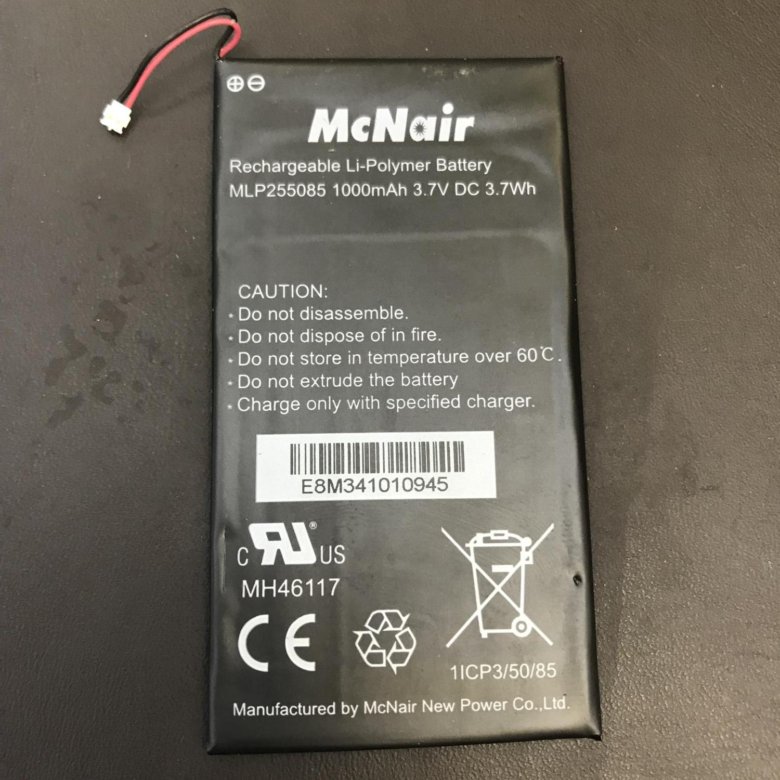 ⊕⊖
McNair
Rechargeable Li-Polymer Battery
MLP255085 1000mAh 3.7V DC 3.7Wh
CAUTION:
• Do not disassemble.
• Do not dispose of in fire.
• Do not store in temperature over 60℃.
• Do not extrude the battery
• Charge only with specified charger.
E8M341010945
c RU® US
MH46117
CE
1ICP3/50/85
Manufactured by McNair New Power Co.,Ltd.